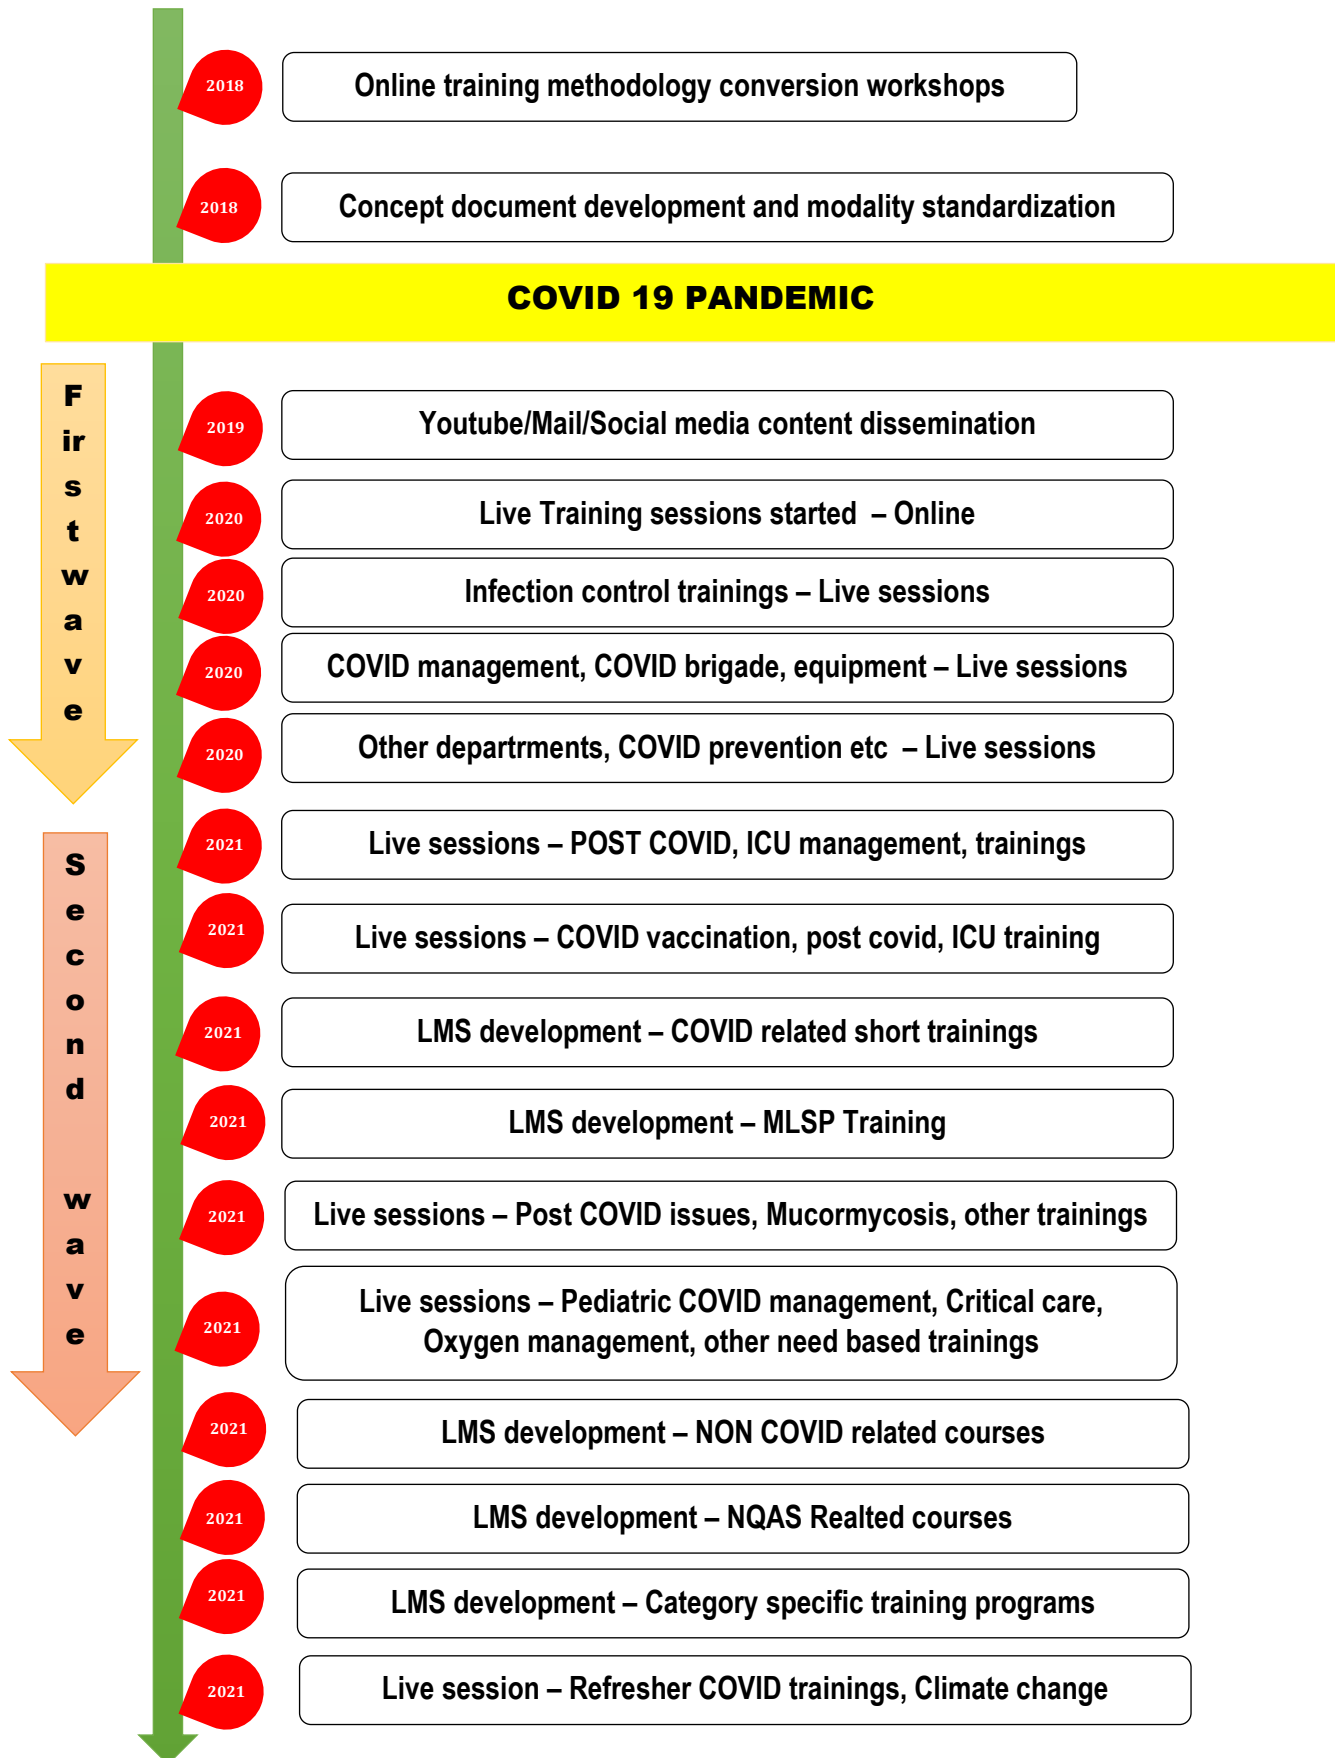 2018
Online training methodology conversion workshops
2018
Concept document development and modality standardization
COVID 19 PANDEMIC
F
ir
s
t
w
a
v
e
2019
Youtube/Mail/Social media content dissemination
2020
Live Training sessions started – Online
2020
Infection control trainings – Live sessions
2020
COVID management, COVID brigade, equipment – Live sessions
2020
Other departrments, COVID prevention etc – Live sessions
S
e
c
o
n
d
w
a
v
e
2021
Live sessions – POST COVID, ICU management, trainings
2021
Live sessions – COVID vaccination, post covid, ICU training
2021
LMS development – COVID related short trainings
2021
LMS development – MLSP Training
2021
Live sessions – Post COVID issues, Mucormycosis, other trainings
2021
Live sessions – Pediatric COVID management, Critical care,
Oxygen management, other need based trainings
2021
LMS development – NON COVID related courses
2021
LMS development – NQAS Realted courses
2021
LMS development – Category specific training programs
2021
Live session – Refresher COVID trainings, Climate change